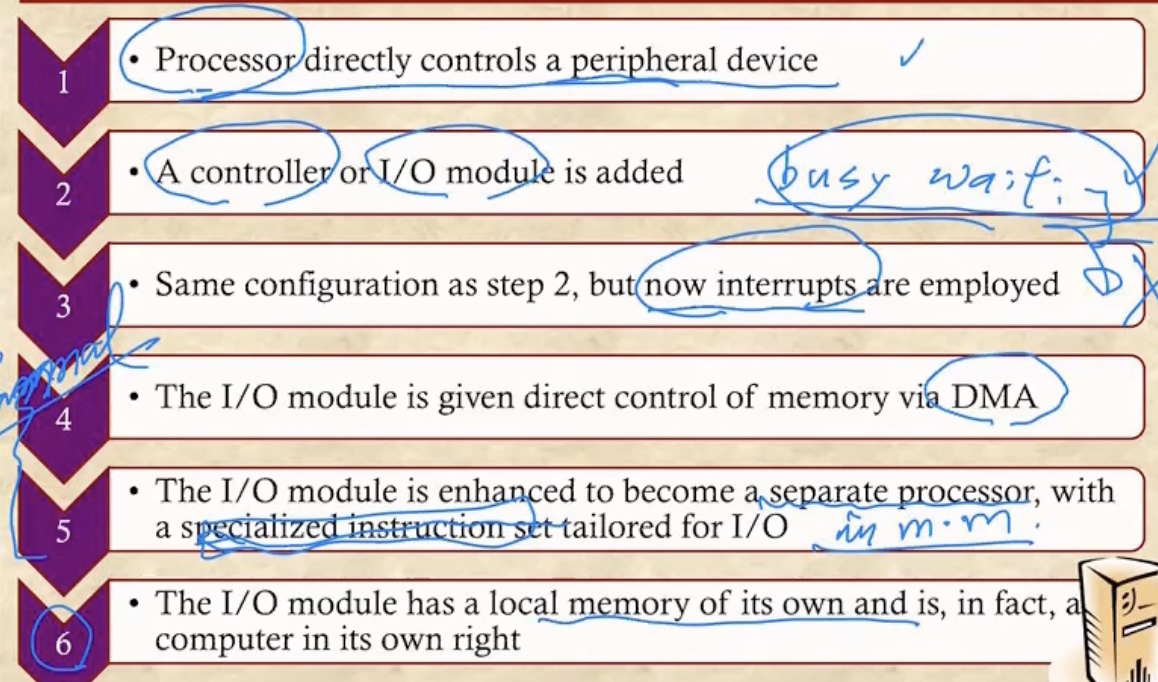 1
• Processor directly controls a peripheral device
2
• A controller or I/O module is added
busy wait
3
• Same configuration as step 2, but now interrupts are employed
4
• The I/O module is given direct control of memory via DMA
5
• The I/O module is enhanced to become a separate processor, with
a specialized instruction set tailored for I/O in m.m.
6
• The I/O module has a local memory of its own and is, in fact, a
computer in its own right